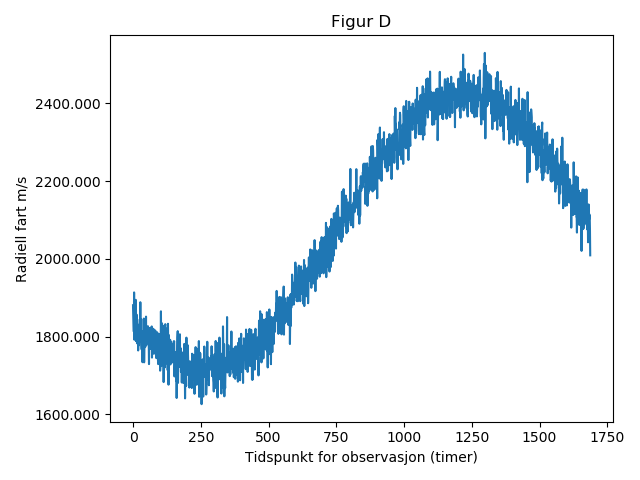 Figur D
2400.000
2200.000
2000.000
1800.000
1600.000
Radiell fart m/s
0 250 500 750 1000 1250 1500 1750
Tidspunkt for observasjon (timer)